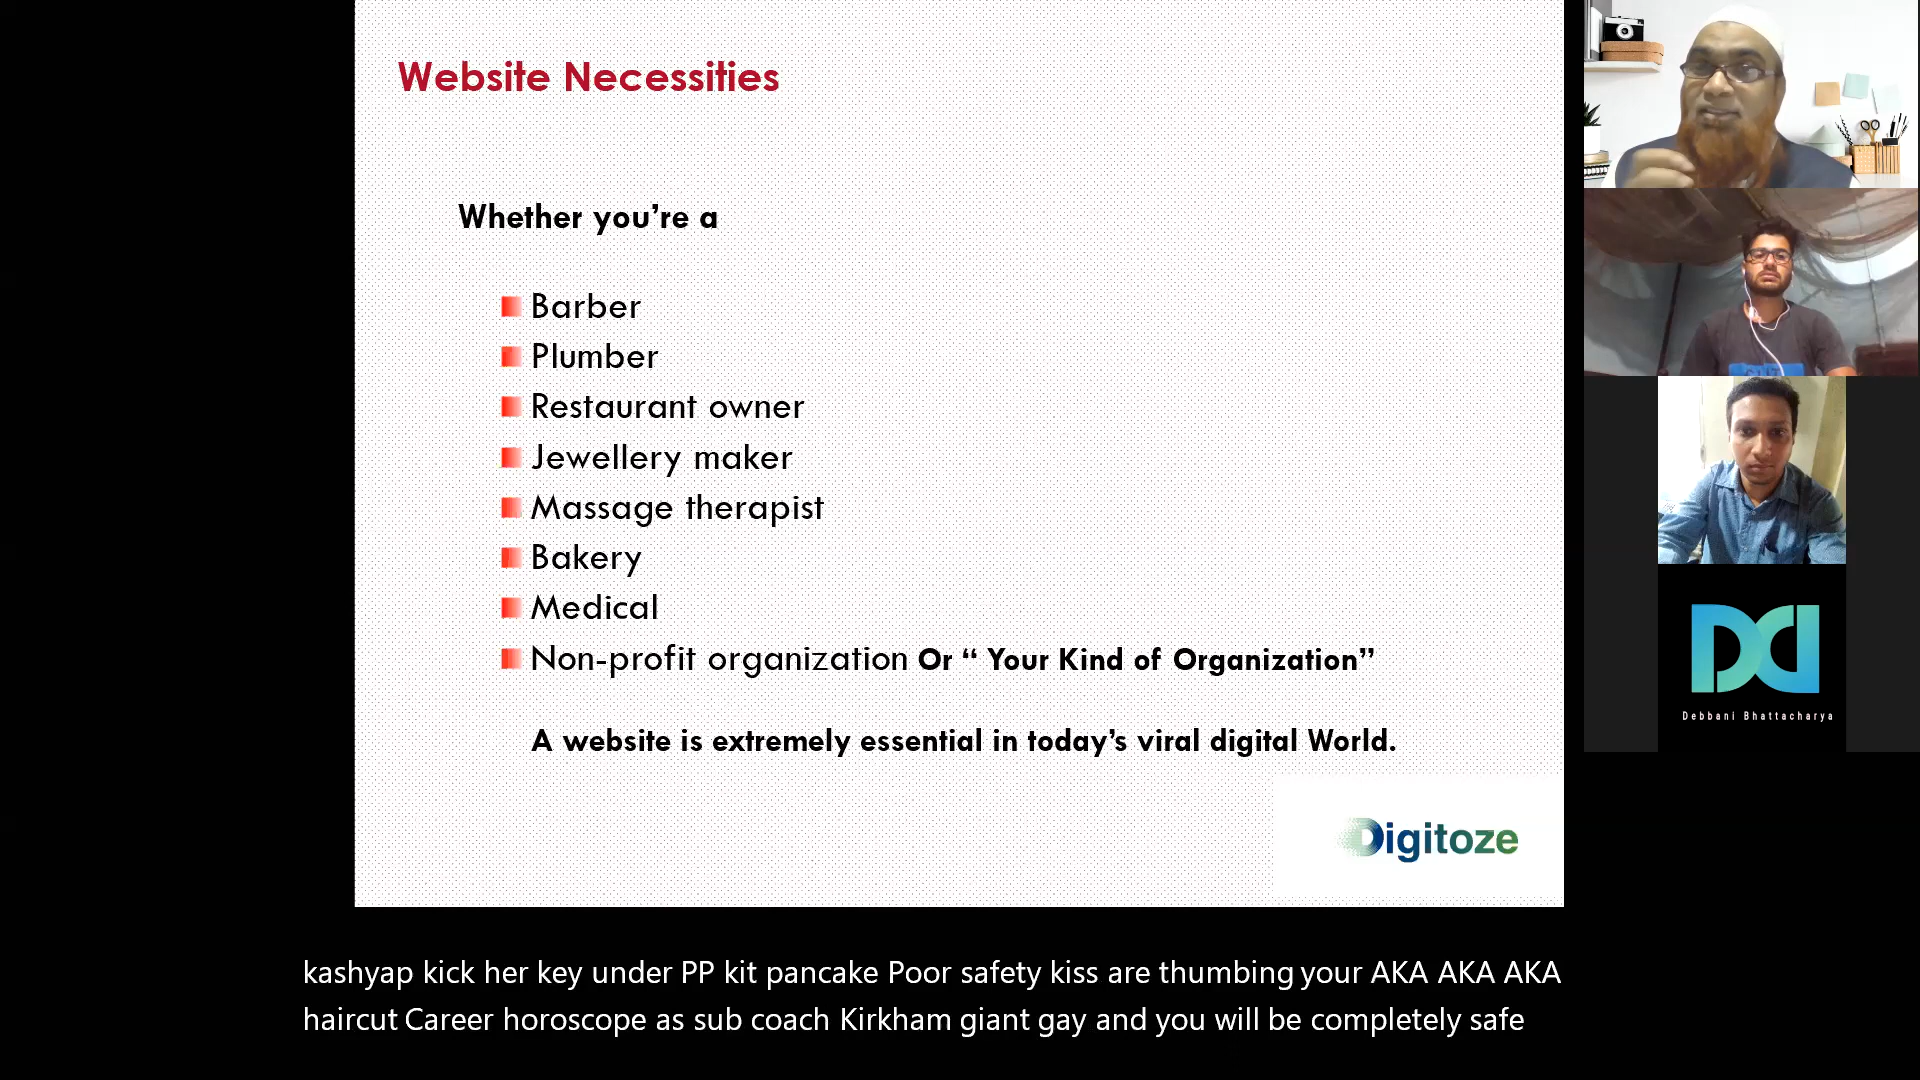 Website Necessities
Whether you’re a
Barber
Plumber
Restaurant owner
Jewellery maker
Massage therapist
Bakery
Medical
Non-profit organization Or “ Your Kind of Organization”
A website is extremely essential in today’s viral digital World.
Digitoze
Debbani Bhattacharya
kashyap kick her key under PP kit pancake Poor safety kiss are thumbing your AKA AKA AKA
haircut Career horoscope as sub coach Kirkham giant gay and you will be completely safe